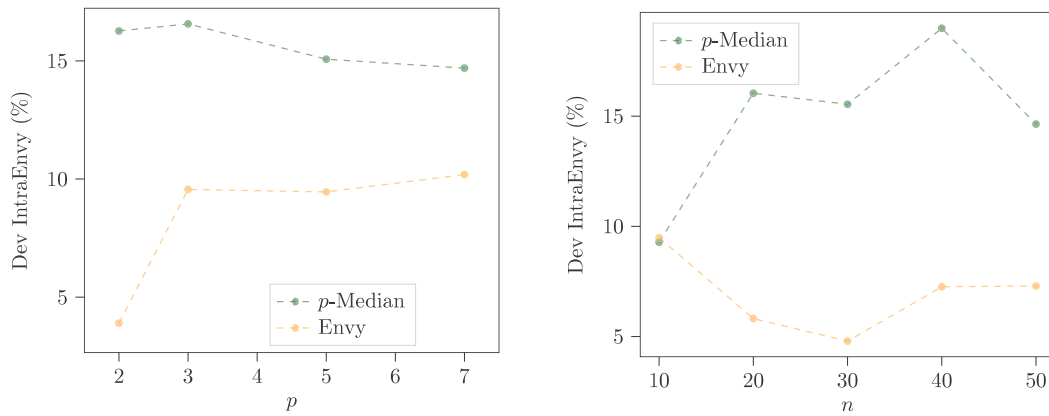 Dev IntraEnvy (%)
15
10
5
p-Median
Envy
2 3 4 5 6 7
p
Dev IntraEnvy (%)
p-Median
Envy
15
10
5
10 20 30 40 50
n